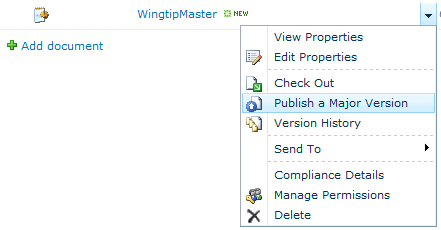 WingtipMaster NEW
Add document
View Properties
Edit Properties
Check Out
Publish a Major Version
Version History
Send To
Compliance Details
Manage Permissions
Delete